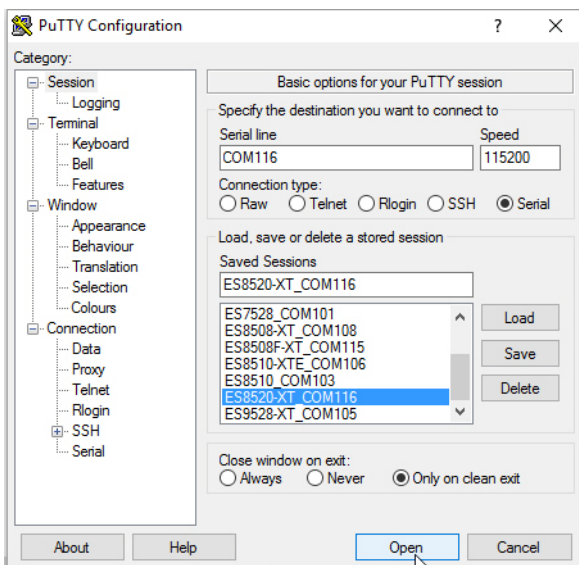 PuTTY Configuration
?
Category:
Session
Logging
Terminal
Keyboard
Bell
Features
Window
Appearance
Behaviour
Translation
Selection
Colours
Connection
Data
Proxy
Telnet
Rlogin
SSH
Serial
Basic options for your PuTTY session
Specify the destination you want to connect to
Serial line Speed
COM116 115200
Connection type:
Raw Telnet Rlogin SSH Serial
Load, save or delete a stored session
Saved Sessions
ES8520-XT_COM116
ES7528_COM101
ES8508-XT_COM108
ES8508F-XT_COM115
ES8510-XTE_COM106
ES8510_COM103
ES8520-XT_COM116
ES9528-XT_COM105
Load
Save
Delete
Close window on exit:
Always Never Only on clean exit
About Help Open Cancel